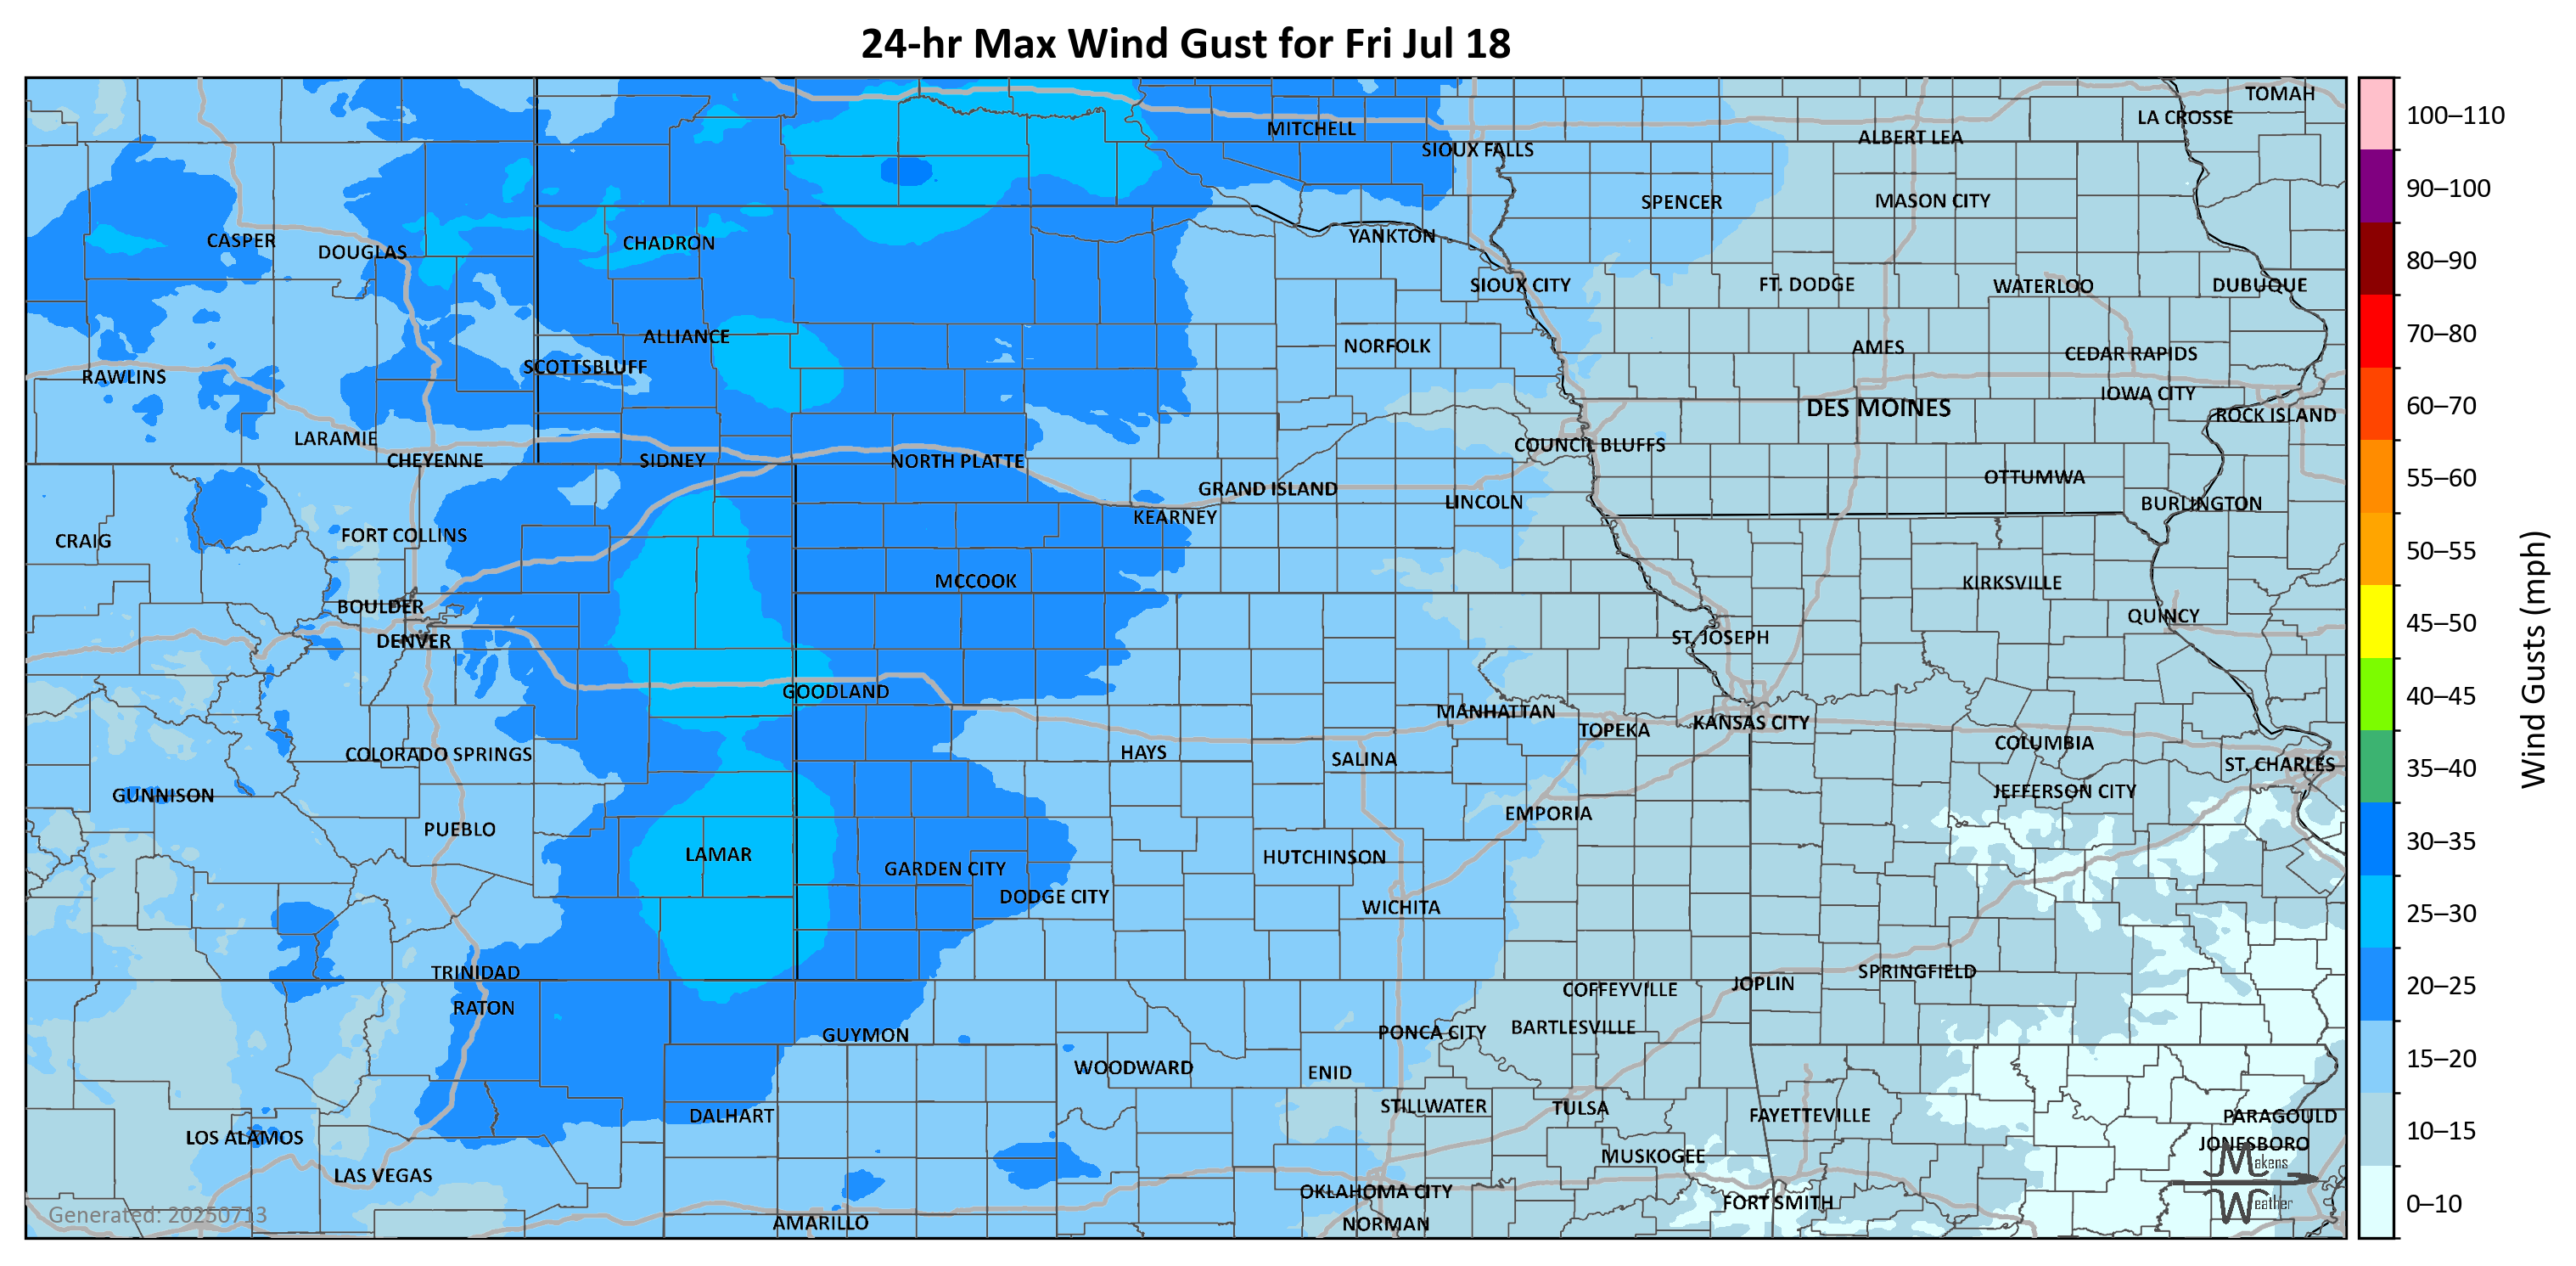 24-hr Max Wind Gust for Fri Jul 18
TOMAH
LA CROSSE
MITCHELL
ALBERT LEA
SIOUX FALLS
SPENCER
MASON CITY
CASPER
DOUGLAS
CHADRON
YANKTON
SIOUX CITY
FT. DODGE
WATERLOO
DUBUQUE
ALLIANCE
NORFOLK
AMES
CEDAR RAPIDS
SCOTTSBLUFF
RAWLINS
IOWA CITY
DES MOINES
ROCK ISLAND
LARAMIE
COUNCIL BLUFFS
CHEYENNE
SIDNEY
NORTH PLATTE
OTTUMWA
GRAND ISLAND
LINCOLN
BURLINGTON
KEARNEY
CRAIG
FORT COLLINS
MCCOOK
KIRKSVILLE
BOULDER
QUINCY
DENVER
ST. JOSEPH
GOODLAND
MANHATTAN
TOPEKA
KANSAS CITY
COLUMBIA
COLORADO SPRINGS
HAYS
SALINA
ST. CHARLES
GUNNISON
JEFFERSON CITY
EMPORIA
PUEBLO
LAMAR
HUTCHINSON
GARDEN CITY
DODGE CITY
WICHITA
TRINIDAD
SPRINGFIELD
JOPLIN
COFFEYVILLE
RATON
BARTLESVILLE
GUYMON
PONCA CITY
WOODWARD
ENID
STILLWATER
TULSA
DALHART
FAYETTEVILLE
PARAGOULD
LOS ALAMOS
JONESBORO
MUSKOGEE
LAS VEGAS
OKLAHOMA CITY
FORT SMITH
AMARILLO
NORMAN
Generated: 20250713
Makens
Weather
100–110
90–100
80–90
70–80
60–70
55–60
50–55
45–50
40–45
35–40
30–35
25–30
20–25
15–20
10–15
0–10
Wind Gusts (mph)